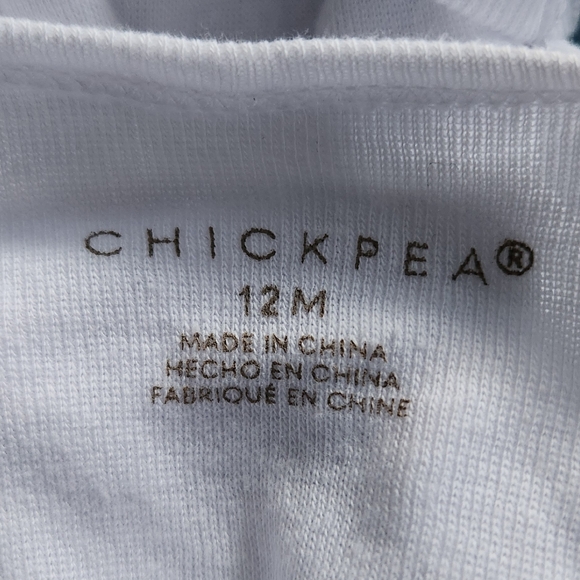 CHICKPEA®
12M
MADE IN CHINA
HECHO EN CHINA
FABRIQUÉ EN CHINE